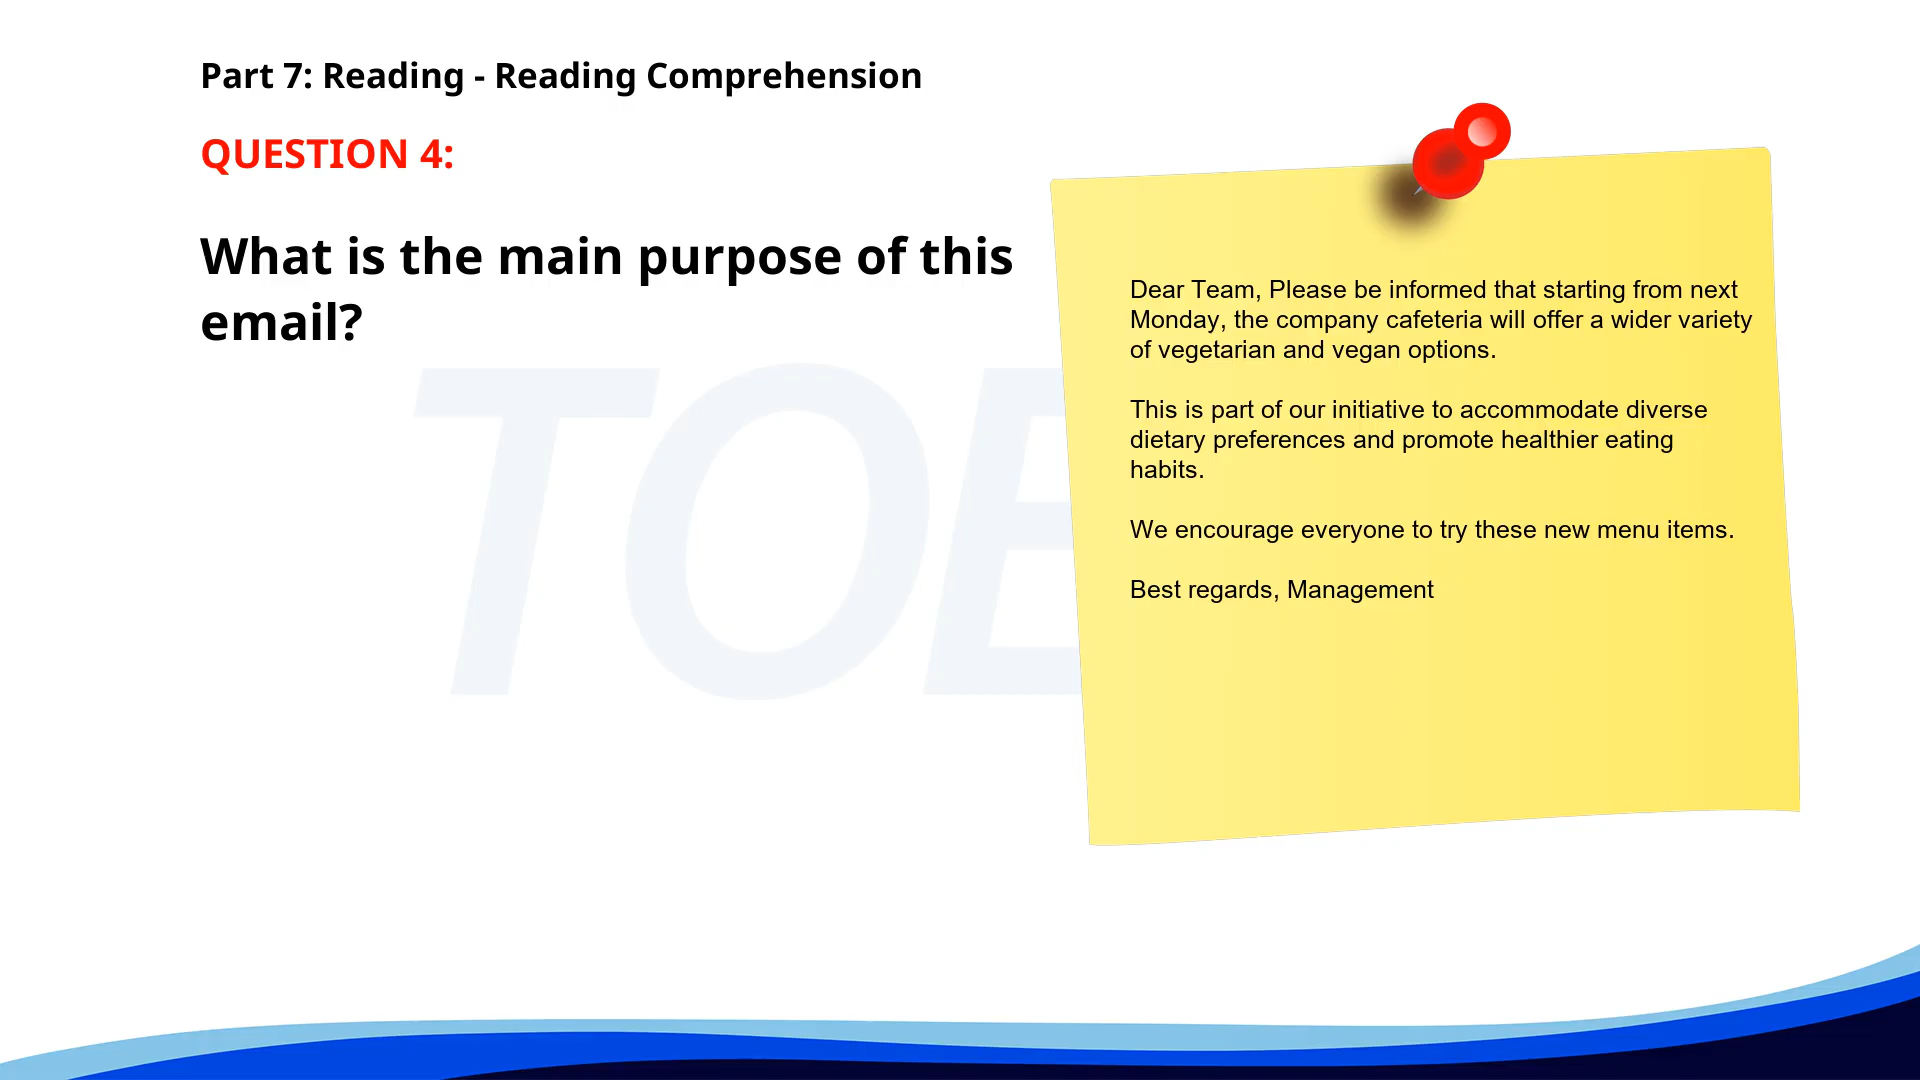 Part 7: Reading - Reading Comprehension
QUESTION 4:
What is the main purpose of this
email?
Dear Team, Please be informed that starting from next
Monday, the company cafeteria will offer a wider variety
of vegetarian and vegan options.
This is part of our initiative to accommodate diverse
dietary preferences and promote healthier eating
habits.
We encourage everyone to try these new menu items.
Best regards, Management
TOE